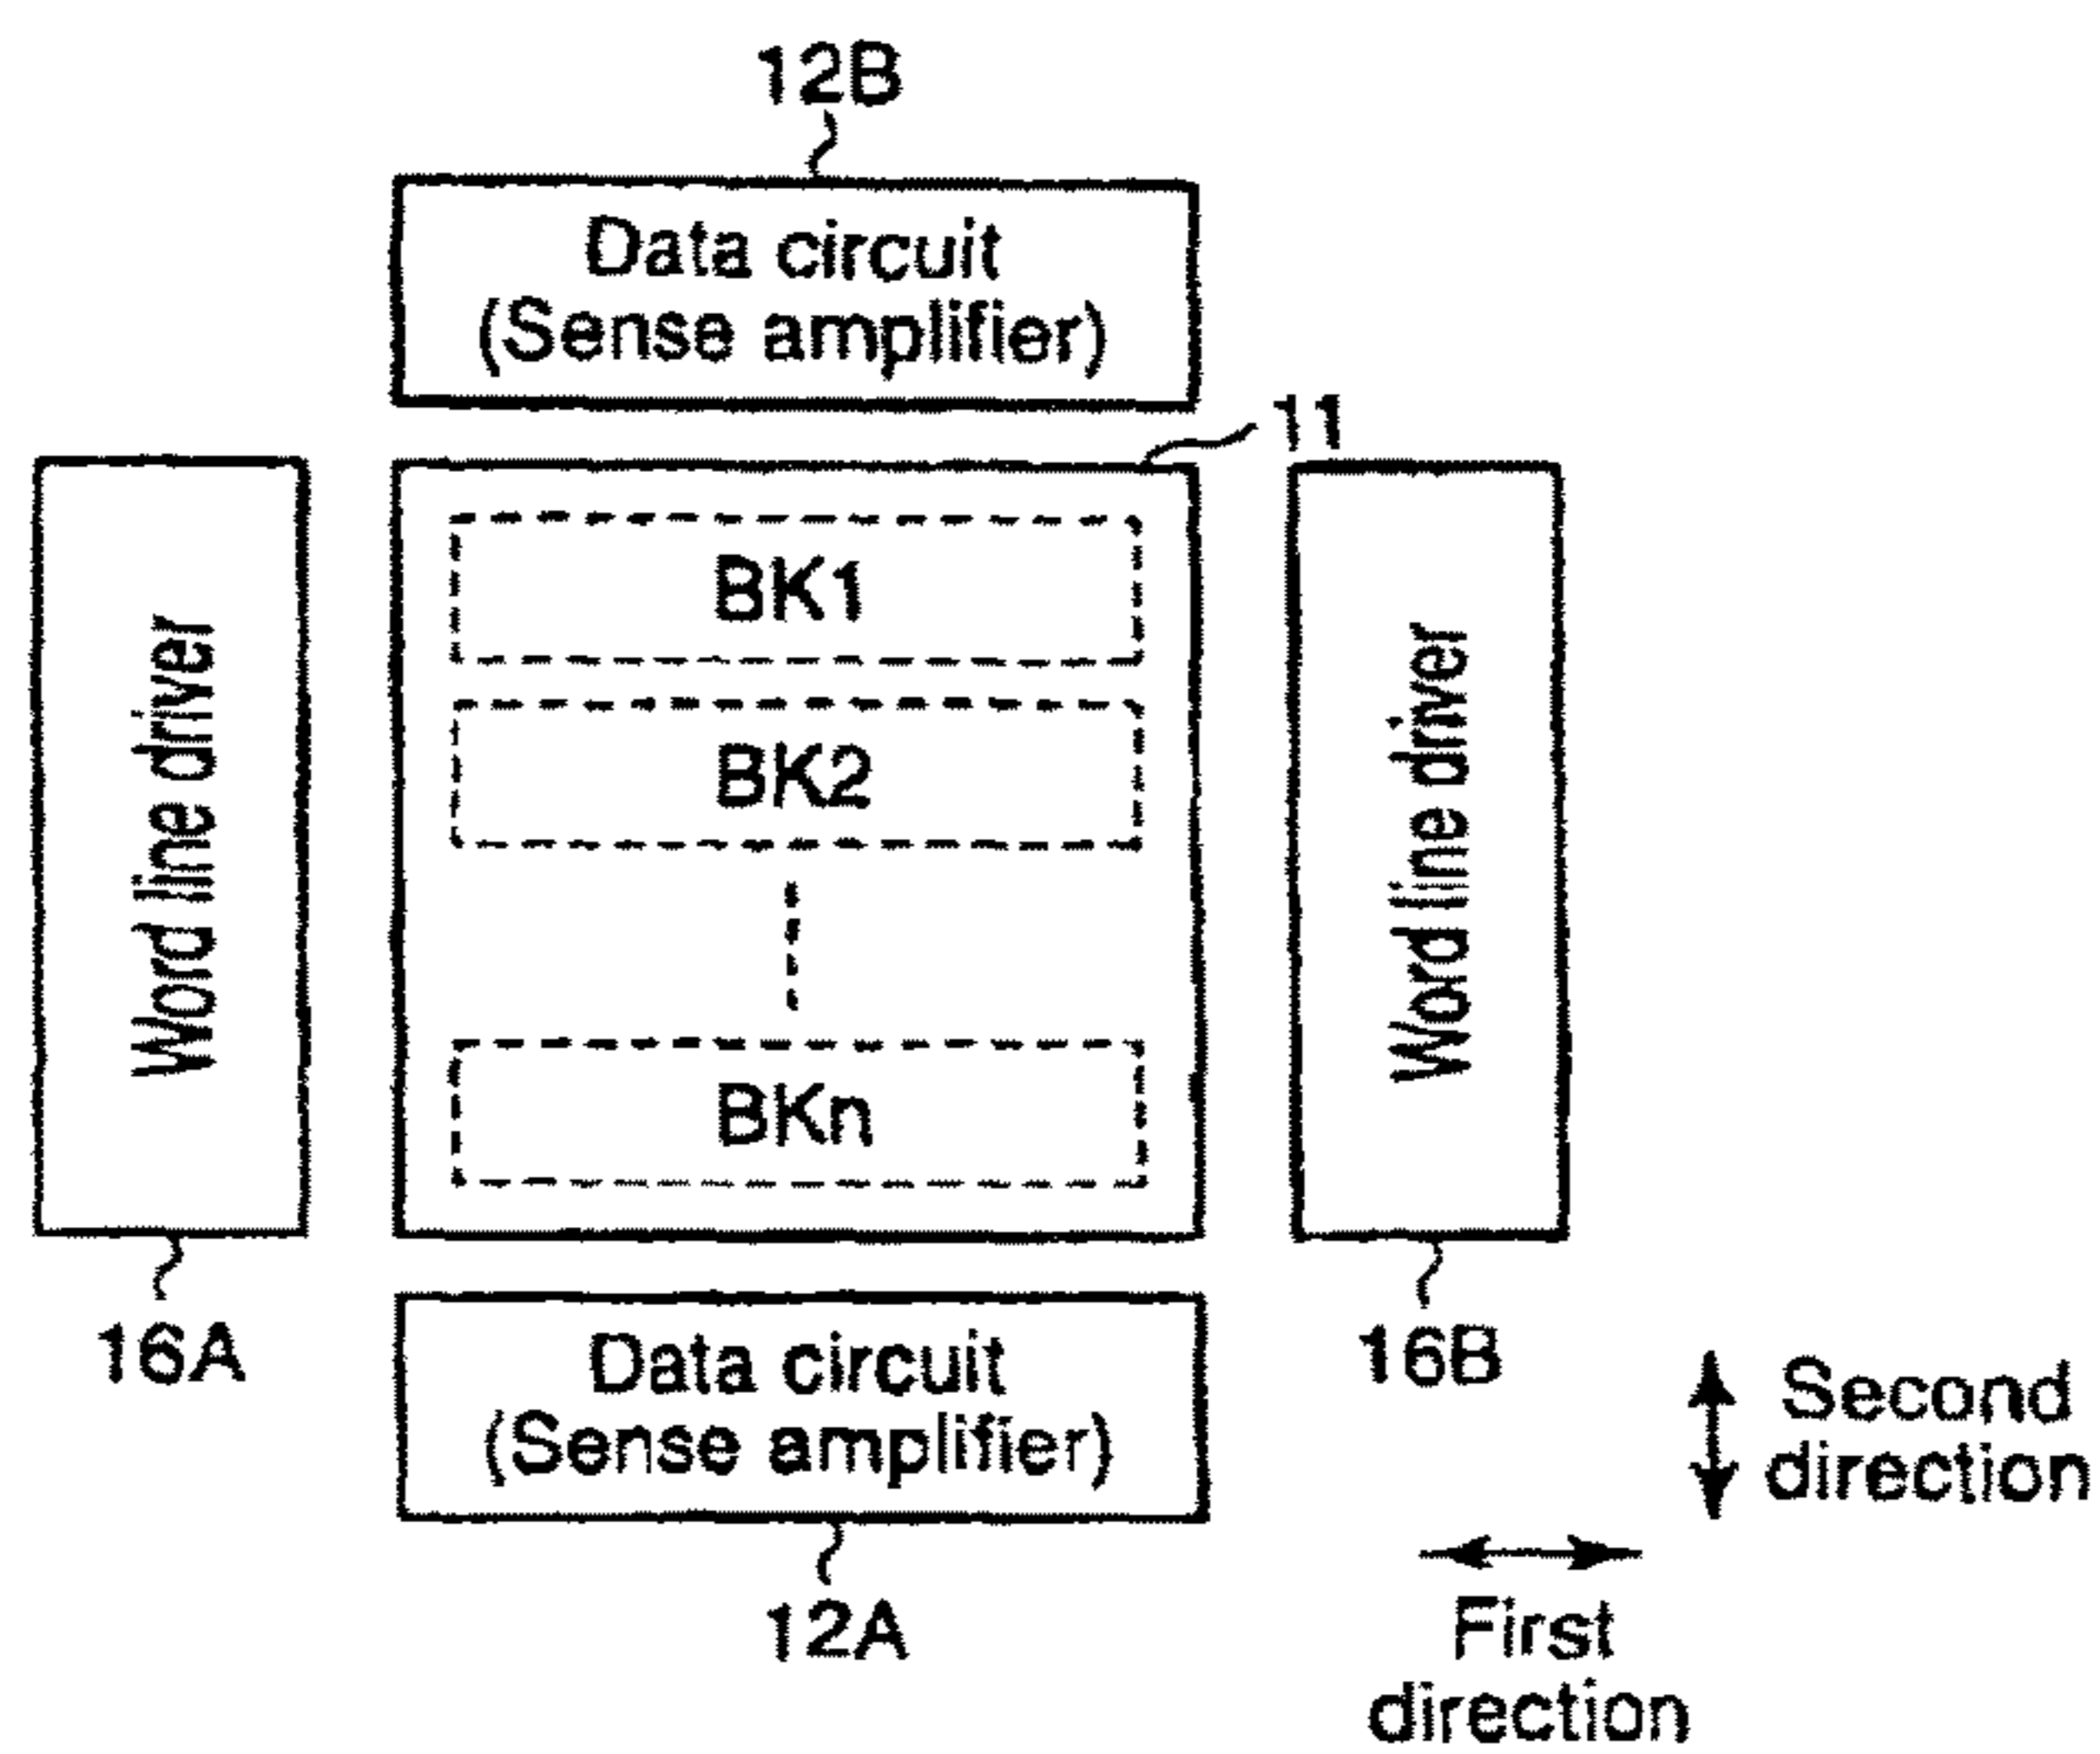 12B
Data circuit
(Sense amplifier)
11
Word line driver
BK1
BK2
BKn
Word line driver
16A
16B
Data circuit
(Sense amplifier)
12A
Second
direction
First
direction